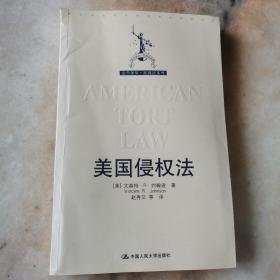 AMERICAN
TORT
LAW
美国侵权法
[美] 文森特·R·约翰逊 著
Vincent R. Johnson
赵秀文 等 译
中国人民大学出版社